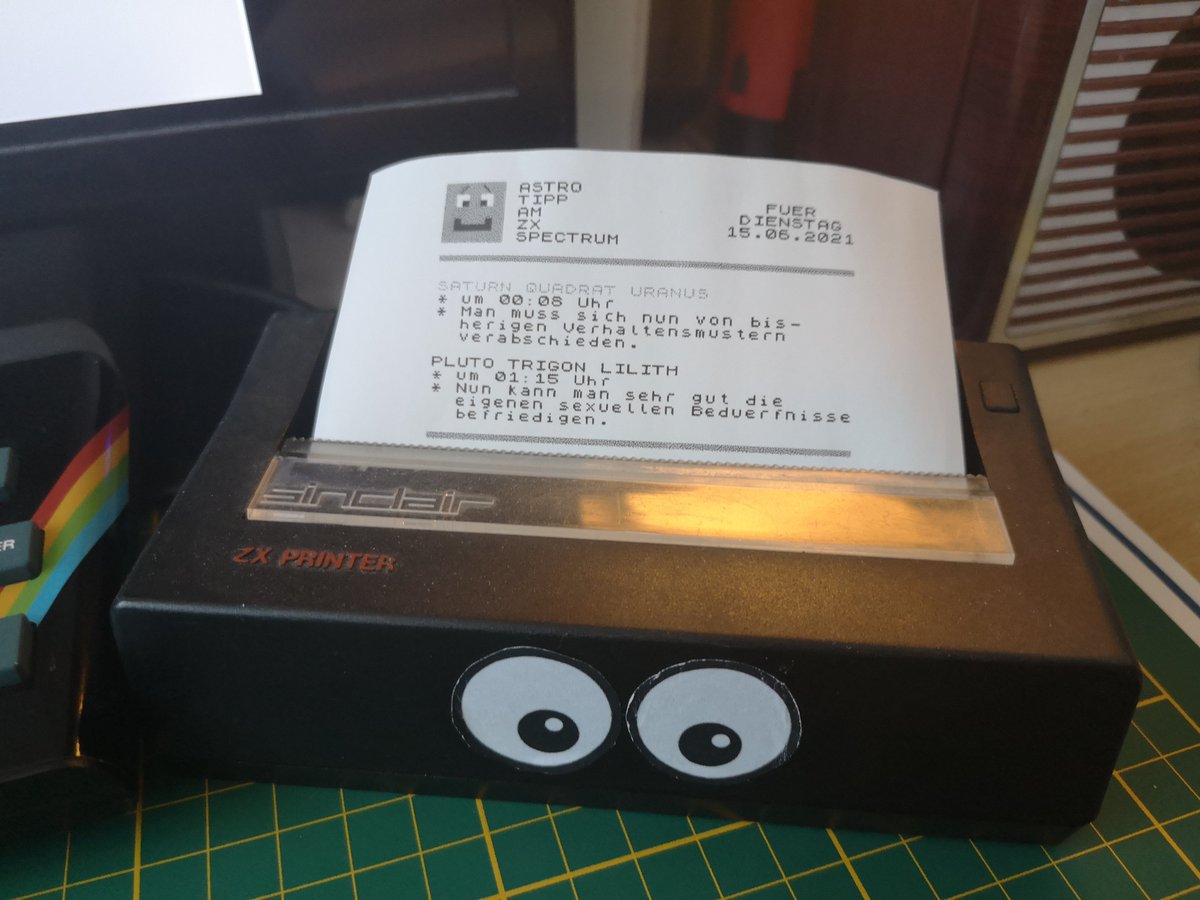 ASTRO
TIPP
AM
ZX
SPECTRUM
FUER
DIENSTAG
15.06.2021
SATURN QUADRAT URANUS
* um 00:08 Uhr
* Man muss sich nun von bis-
herigen Verhaltensmustern
verabschieden.
PLUTO TRIGON LILITH
* um 01:15 Uhr
* Nun kann man sehr gut die
eigenen sexuellen Beduerfnisse
befriedigen.
sinclair
ZX PRINTER